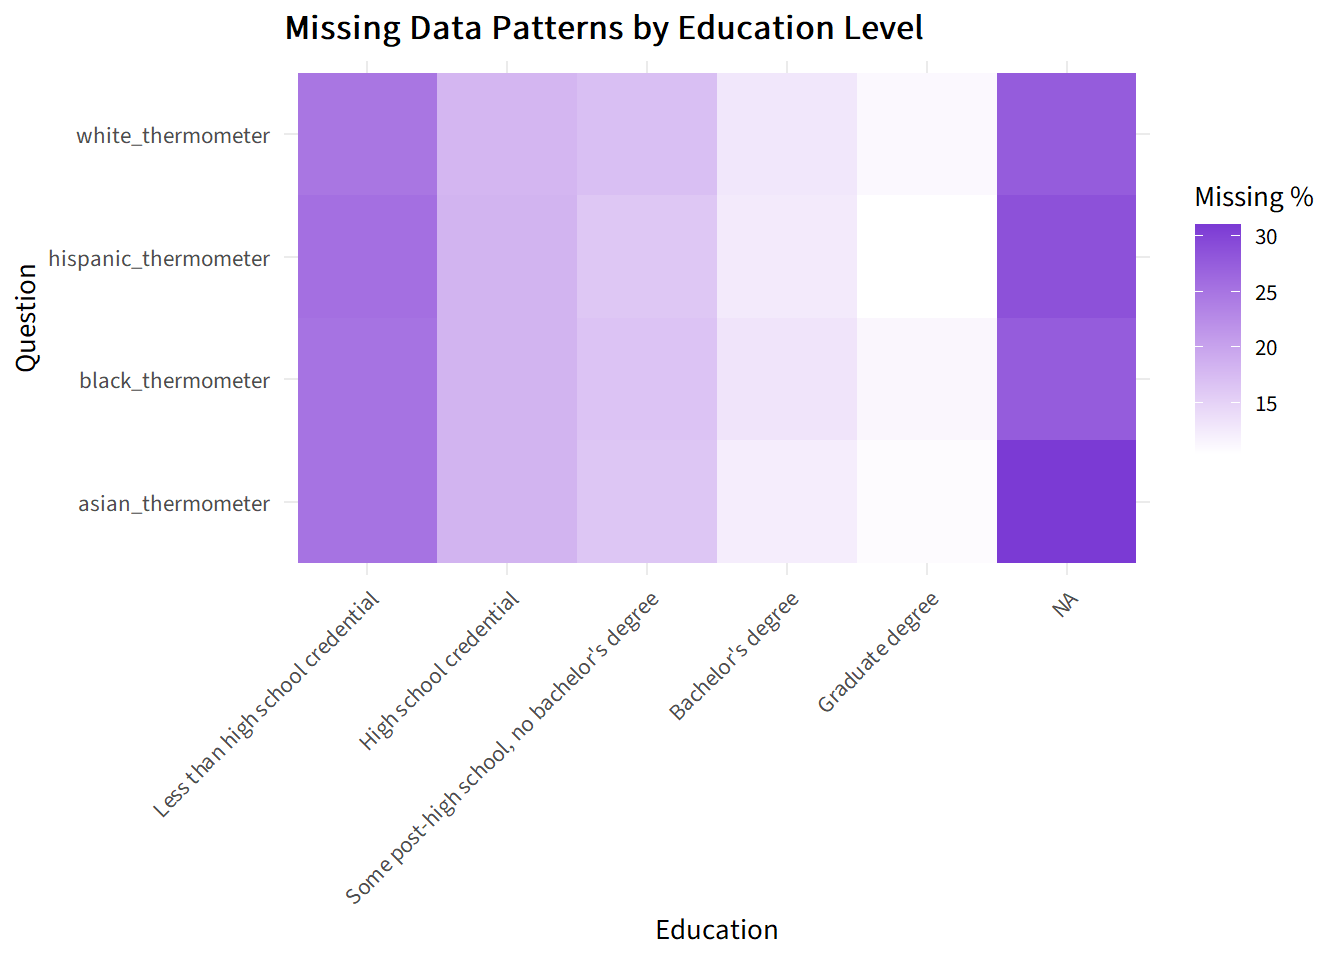 Missing Data Patterns by Education Level
Question
white_thermometer
hispanic_thermometer
black_thermometer
asian_thermometer
Less than high school credential
High school credential
Some post-high school, no bachelor's degree
Bachelor's degree
Graduate degree
NA
Education
Missing %
30
25
20
15